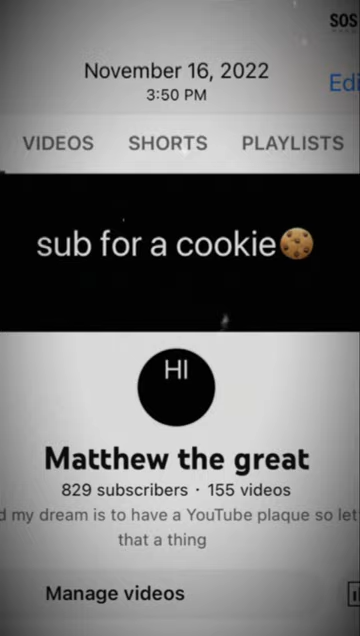 SOS
November 16, 2022
Edi
3:50 PM
VIDEOS SHORTS PLAYLISTS
sub for a cookie🍪
HI
Matthew the great
829 subscribers · 155 videos
d my dream is to have a YouTube plaque so let
that a thing
Manage videos